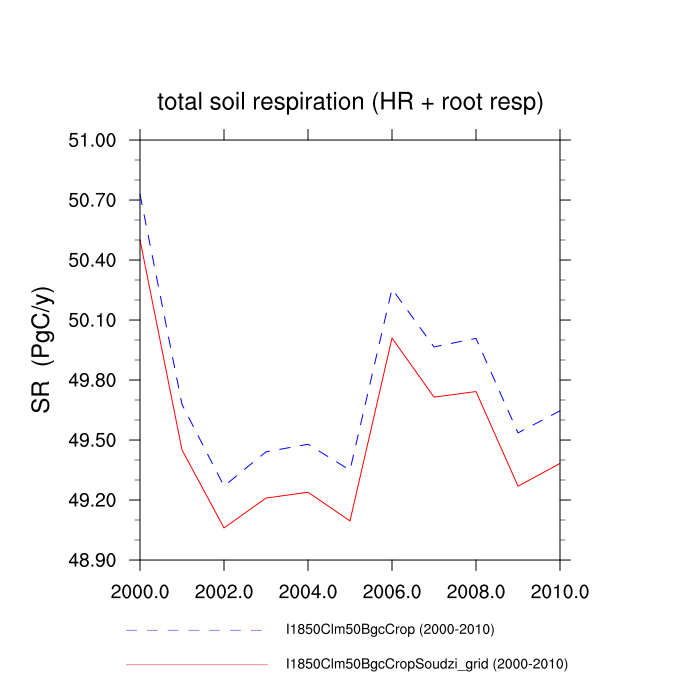 total soil respiration (HR + root resp)
51.00
50.70
50.40
50.10
49.80
49.50
49.20
48.90
SR (PgC/y)
2000.0 2002.0 2004.0 2006.0 2008.0 2010.0
I1850Clm50BgcCrop (2000-2010)
I1850Clm50BgcCropSoudzi_grid (2000-2010)